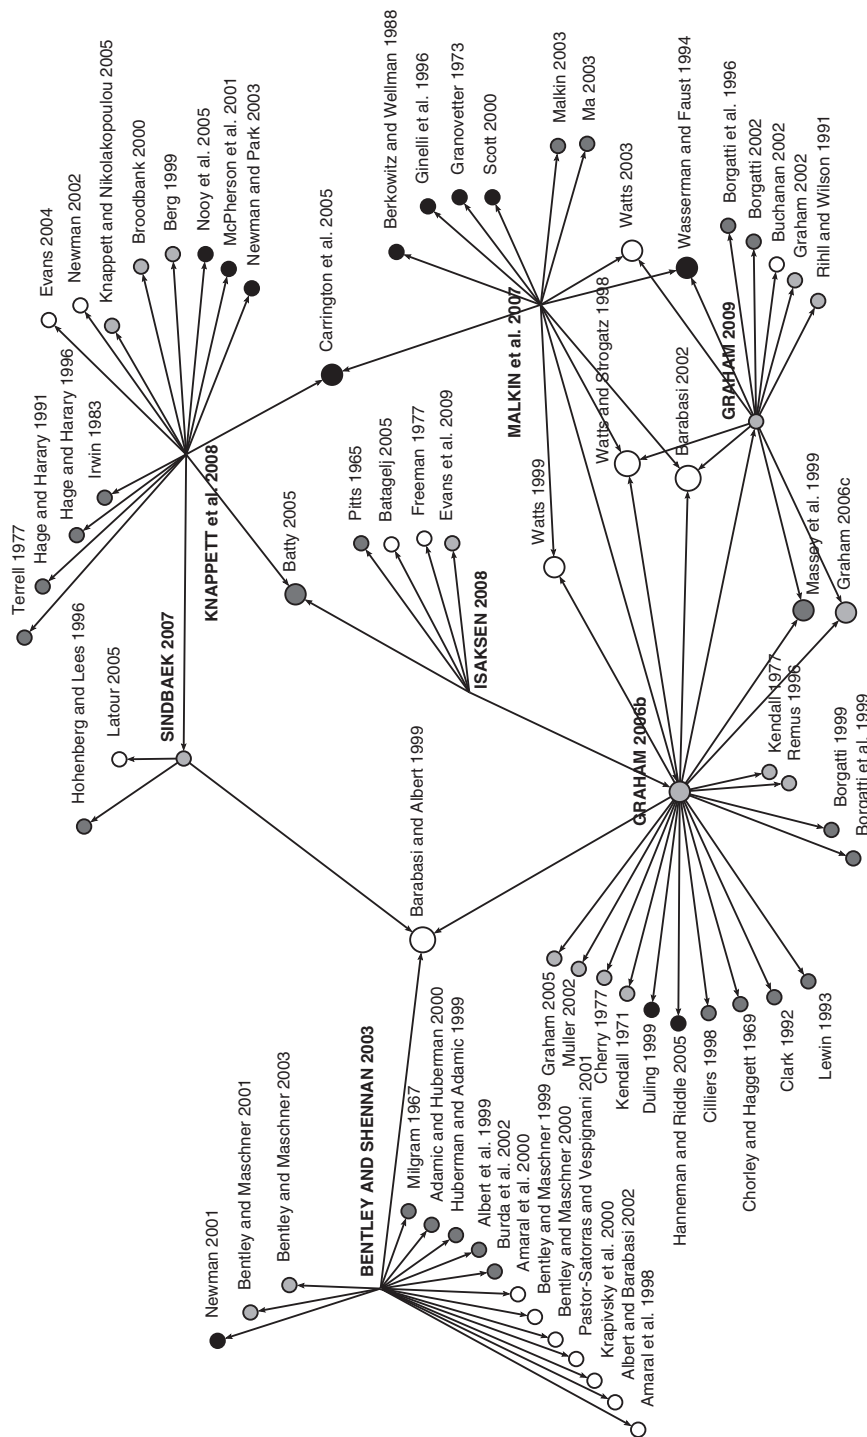 Newman 2001
Bentley and Maschner 2001
Bentley and Maschner 2003
BENTLEY AND SHENNAN 2003
Milgram 1967
Adamic and Huberman 2000
Huberman and Adamic 1999
Albert et al. 1999
Burda et al. 2002
Amaral et al. 2000
Bentley and Maschner 1999
Bentley and Maschner 2000
Pastor-Satorras and Vespignani 2001
Krapivsky et al. 2000
Albert and Barabasi 2002
Amaral et al. 1998
Hohenberg and Lees 1996
Latour 2005
SINDBAEK 2007
Barabasi and Albert 1999
Terrell 1977
Hage and Harary 1991
Hage and Harary 1996
Irwin 1983
KNAPPETT et al. 2008
Evans 2004
Newman 2002
Knappett and Nikolakopoulou 2005
Broodbank 2000
Berg 1999
Nooy et al. 2005
McPherson et al. 2001
Newman and Park 2003
Carrington et al. 2005
Batty 2005
Pitts 1965
Batagelj 2005
Freeman 1977
Evans et al. 2009
ISAKSEN 2008
Berkowitz and Wellman 1988
Ginelli et al. 1996
Granovetter 1973
Scott 2000
Malkin 2003
Ma 2003
MALKIN et al. 2007
Watts 2003
Wasserman and Faust 1994
Watts 1999
Watts and Strogatz 1998
Barabasi 2002
GRAHAM 2009
Borgatti et al. 1996
Borgatti 2002
Buchanan 2002
Graham 2002
Rihll and Wilson 1991
Massey et al. 1999
Graham 2006c
GRAHAM 2006b
Kendall 1977
Remus 1996
Borgatti 1999
Borgatti et al. 1999
Graham 2005
Muller 2002
Cherry 1977
Kendall 1971
Duling 1999
Hanneman and Riddle 2005
Cilliers 1998
Chorley and Haggett 1969
Clark 1992
Lewin 1993